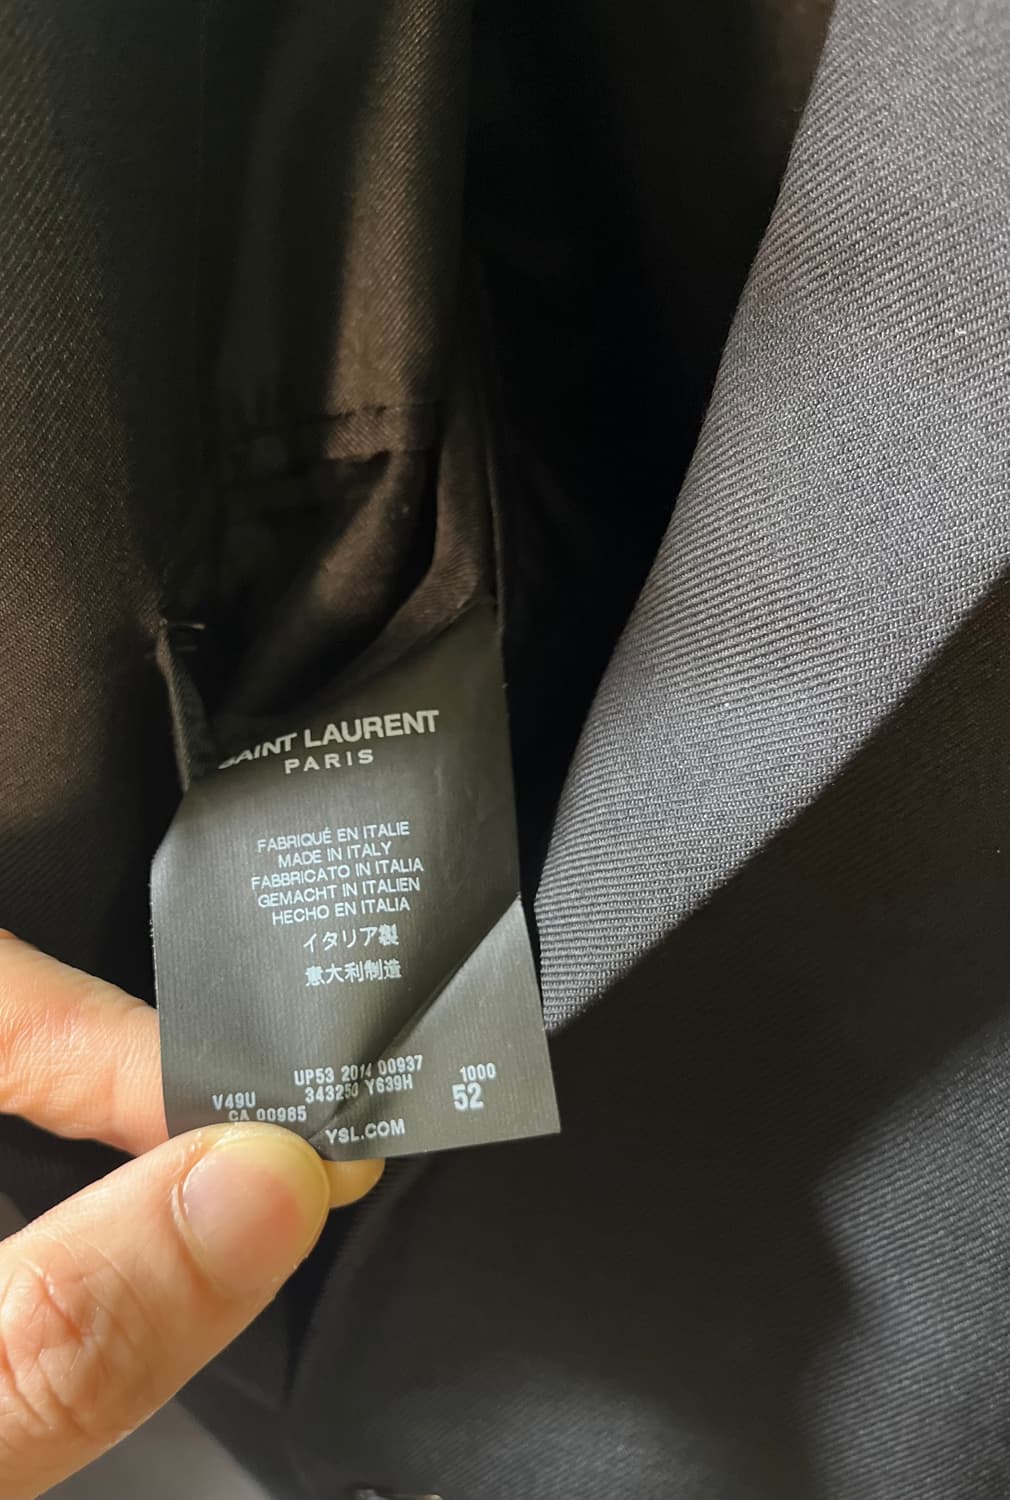 SAINT LAURENT
PARIS
FABRIQUÉ EN ITALIE
MADE IN ITALY
FABBRICATO IN ITALIA
GEMACHT IN ITALIEN
HECHO EN ITALIA
イタリア製
意大利制造
UP53 2014 00937 1000
V49U 343250 Y639H 52
CA 00985
YSL.COM